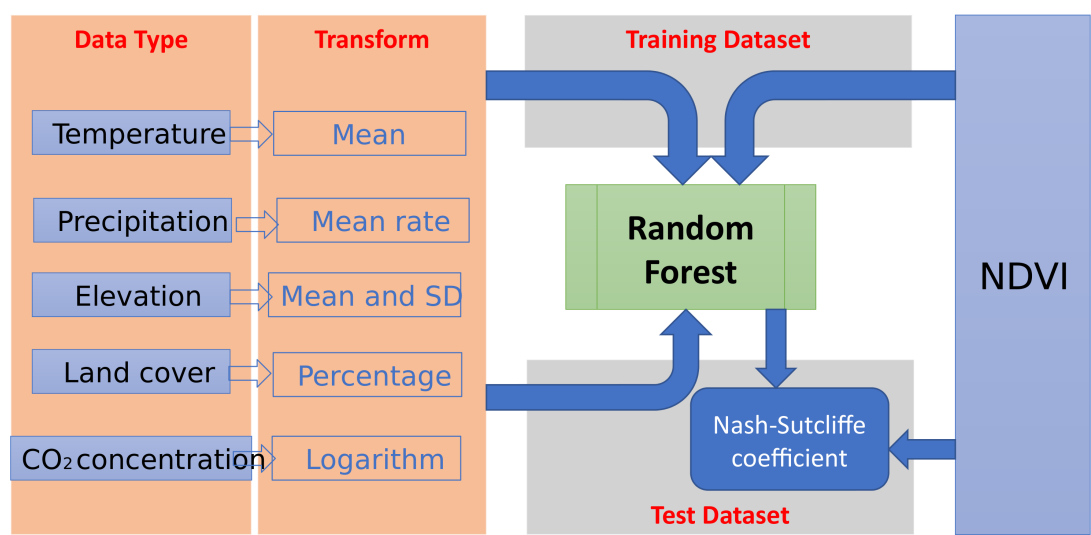 Data Type
Transform
Training Dataset
Temperature
Mean
Precipitation
Mean rate
Random
Forest
NDVI
Elevation
Mean and SD
Land cover
Percentage
Nash-Sutcliffe
coefficient
CO₂ concentration
Logarithm
Test Dataset